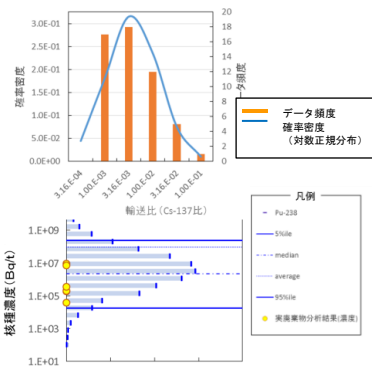 3.0E-01
2.5E-01
2.0E-01
1.5E-01
1.0E-01
5.0E-02
0.0E+00
確率密度
20
18
16
14
12
10
8
6
4
2
0
タ頻度
3.16E-04
1.00.E-03
3.16E-03
1.00.E-02
3.16E-02
1.00.E-01
輸送比(Cs-137比)
データ頻度
確率密度
(対数正規分布)
1.E+09
1.E+07
1.E+05
1.E+03
1.E+01
核種濃度(Bq/t)
凡例
Pu-238
5%ile
median
average
95%ile
実廃棄物分析結果(濃度)